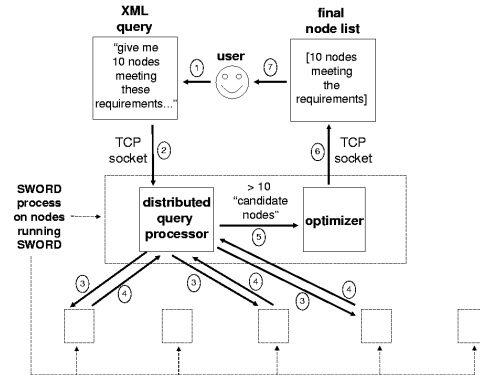 XML
query
final
node list
“give me
10 nodes
meeting
these
requirements...”
1
user
7
[10 nodes
meeting
the
requirements]
TCP
socket
2
6
TCP
socket
SWORD
process
on nodes
running
SWORD
distributed
query
processor
> 10
“candidate
nodes”
5
optimizer
3
4
3
4
3
4